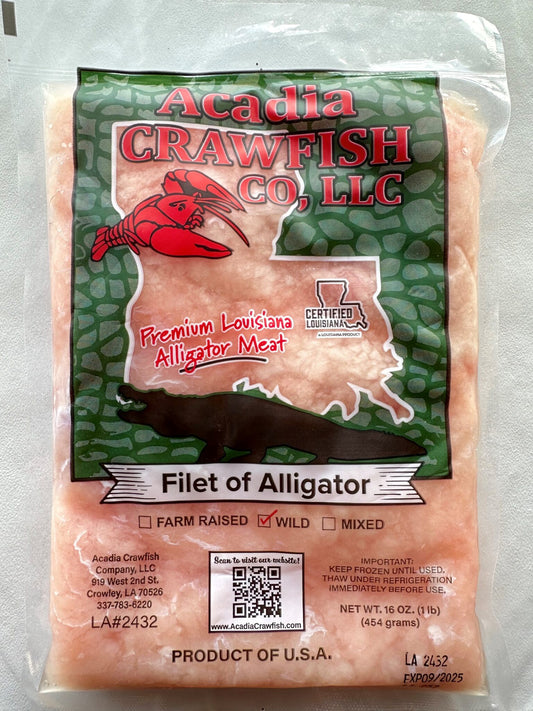 Acadia
CRAWFISH
CO, LLC
CERTIFIED
LOUISIANA
A LOUISIANA PRODUCT
Premium Louisiana
Alligator Meat
Filet of Alligator
FARM RAISED WILD MIXED
Acadia Crawfish
Company, LLC
919 West 2nd St.
Crowley, LA 70526
337-783-6220
LA#2432
Scan to visit our website!
www.AcadiaCrawfish.com
IMPORTANT:
KEEP FROZEN UNTIL USED.
THAW UNDER REFRIGERATION
IMMEDIATELY BEFORE USE.
NET WT. 16 OZ. (1 lb)
(454 grams)
PRODUCT OF U.S.A.
LA 2432
EXP09/2025